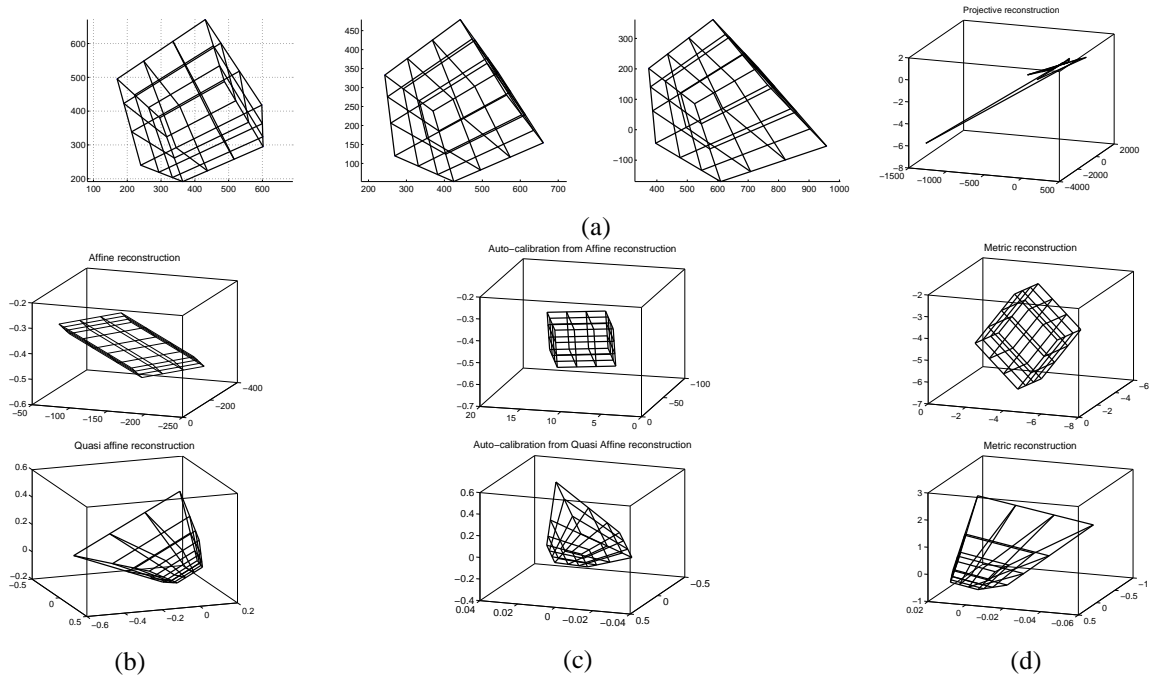 Projective reconstruction
600
500
400
300
200
100 200 300 400 500 600
450
400
350
300
250
200
150
100
200 300 400 500 600 700
300
200
100
0
−100
400 500 600 700 800 900 1000
2
0
−2
−4
−6
−8
−1500 −1000 −500 0 500
−4000 −2000 0 2000
(a)
Affine reconstruction
−0.2
−0.3
−0.4
−0.5
−0.6
−50 −100 −150 −200 −250
0 −200 −400
Auto−calibration from Affine reconstruction
−0.2
−0.3
−0.4
−0.5
−0.6
−0.7
20 15 10 5 0
0 −50 −100
Metric reconstruction
−2
−3
−4
−5
−6
−7
0 −2 −4 −6 −8
0 −2 −4 −6
Quasi affine reconstruction
0.6
0.4
0.2
0
−0.2
−0.5 0 0.5
−0.6 −0.4 −0.2 0 0.2
Auto−calibration from Quasi Affine reconstruction
0.6
0.4
0.2
0
−0.2
−0.4
0.04 0.02 0 −0.02 −0.04
0.5 0 −0.5
Metric reconstruction
3
2
1
0
−1
0.02 0 −0.02 −0.04 −0.06
0.5 0 −0.5 −1
(b) (c) (d)